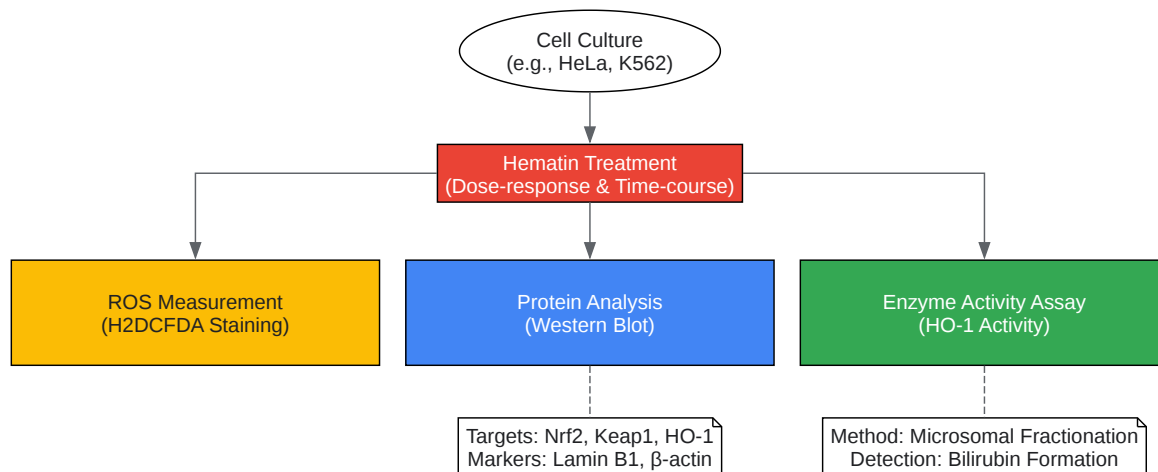 Cell Culture
(e.g., HeLa, K562)
Hematin Treatment
(Dose-response & Time-course)
ROS Measurement
(H2DCFDA Staining)
Protein Analysis
(Western Blot)
Enzyme Activity Assay
(HO-1 Activity)
Targets: Nrf2, Keap1, HO-1
Markers: Lamin B1, β-actin
Method: Microsomal Fractionation
Detection: Bilirubin Formation